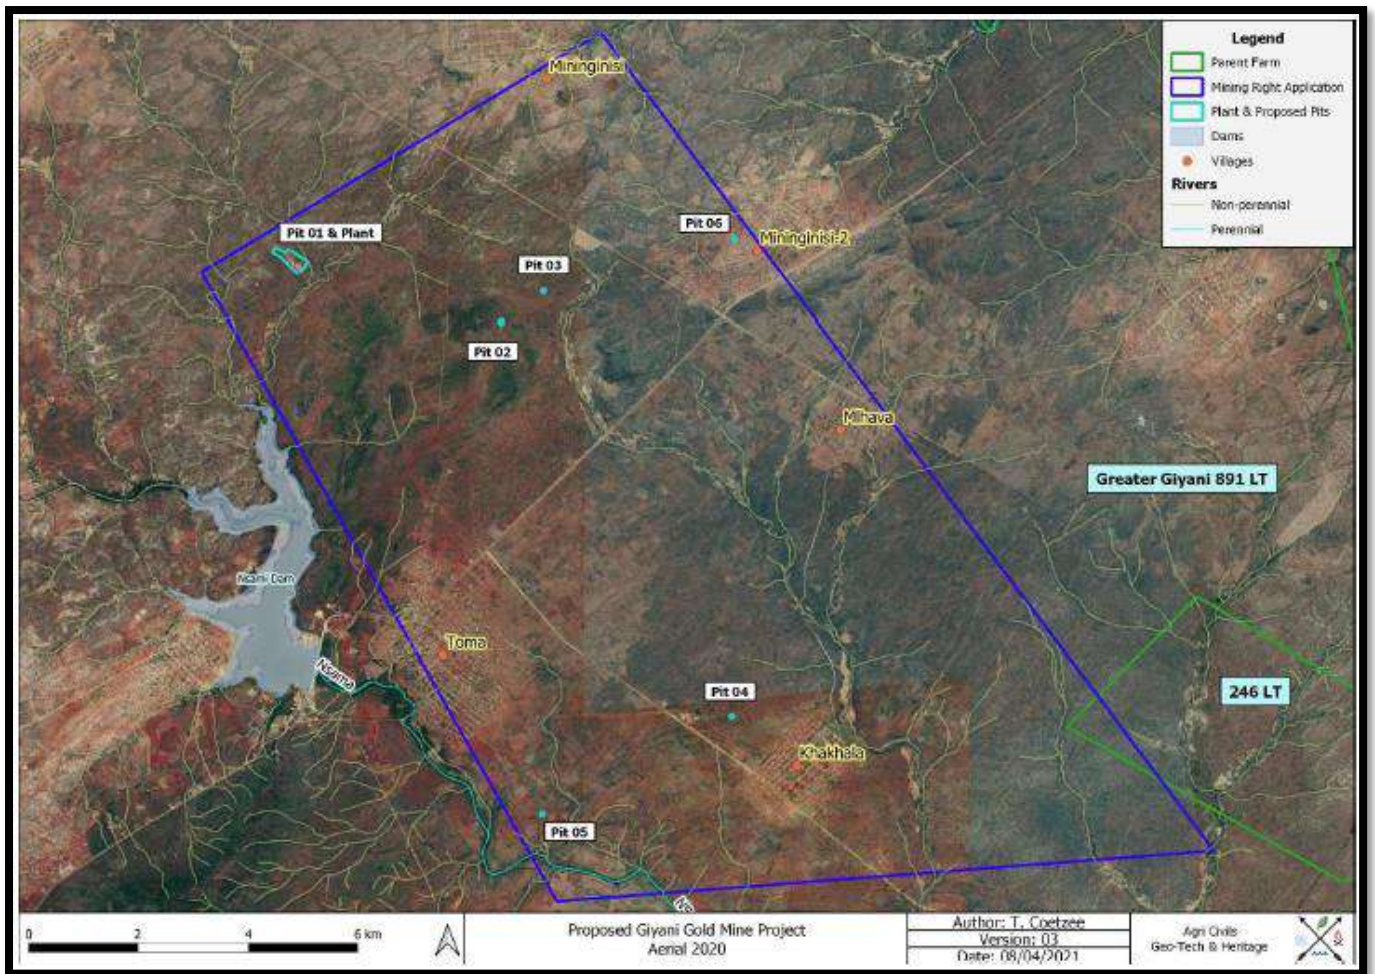 Legend
Parent Farm
Mining Right Application
Plant & Proposed Pits
Dams
Villages
Rivers
Non-perennial
Perennial
Mininginisi
Pit 01 & Plant
Pit 06
Mininginisi-2
Pit 03
Pit 02
Mhava
Greater Giyani 891 LT
Nsami Dam
Toma
Nsama
246 LT
Pit 04
Khakhala
Pit 05
0 2 4 6 km
Proposed Giyani Gold Mine Project
Aerial 2020
Author: T. Coetzee
Version: 03
Date: 08/04/2021
Agri Civils
Geo-Tech & Heritage